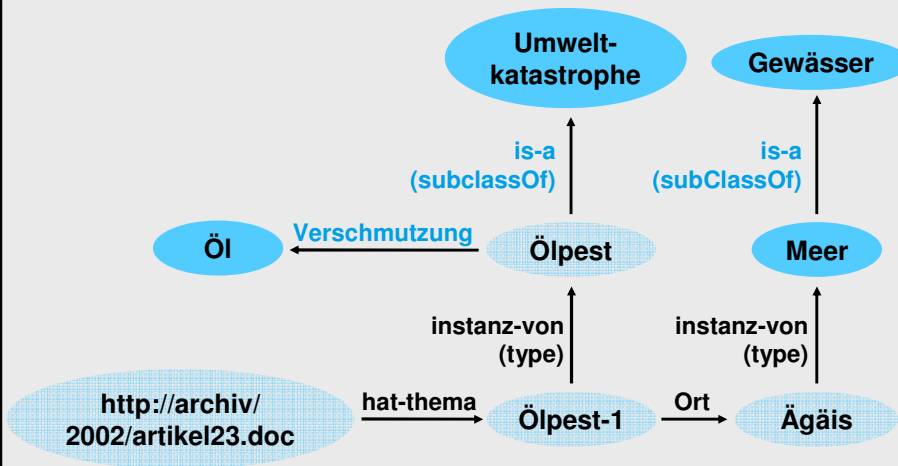 Umwelt-
katastrophe
Gewässer
is-a
(subclassOf)
is-a
(subClassOf)
Öl
Verschmutzung
Ölpest
Meer
instanz-von
(type)
instanz-von
(type)
http://archiv/
2002/artikel23.doc
hat-thema
Ölpest-1
Ort
Ägäis